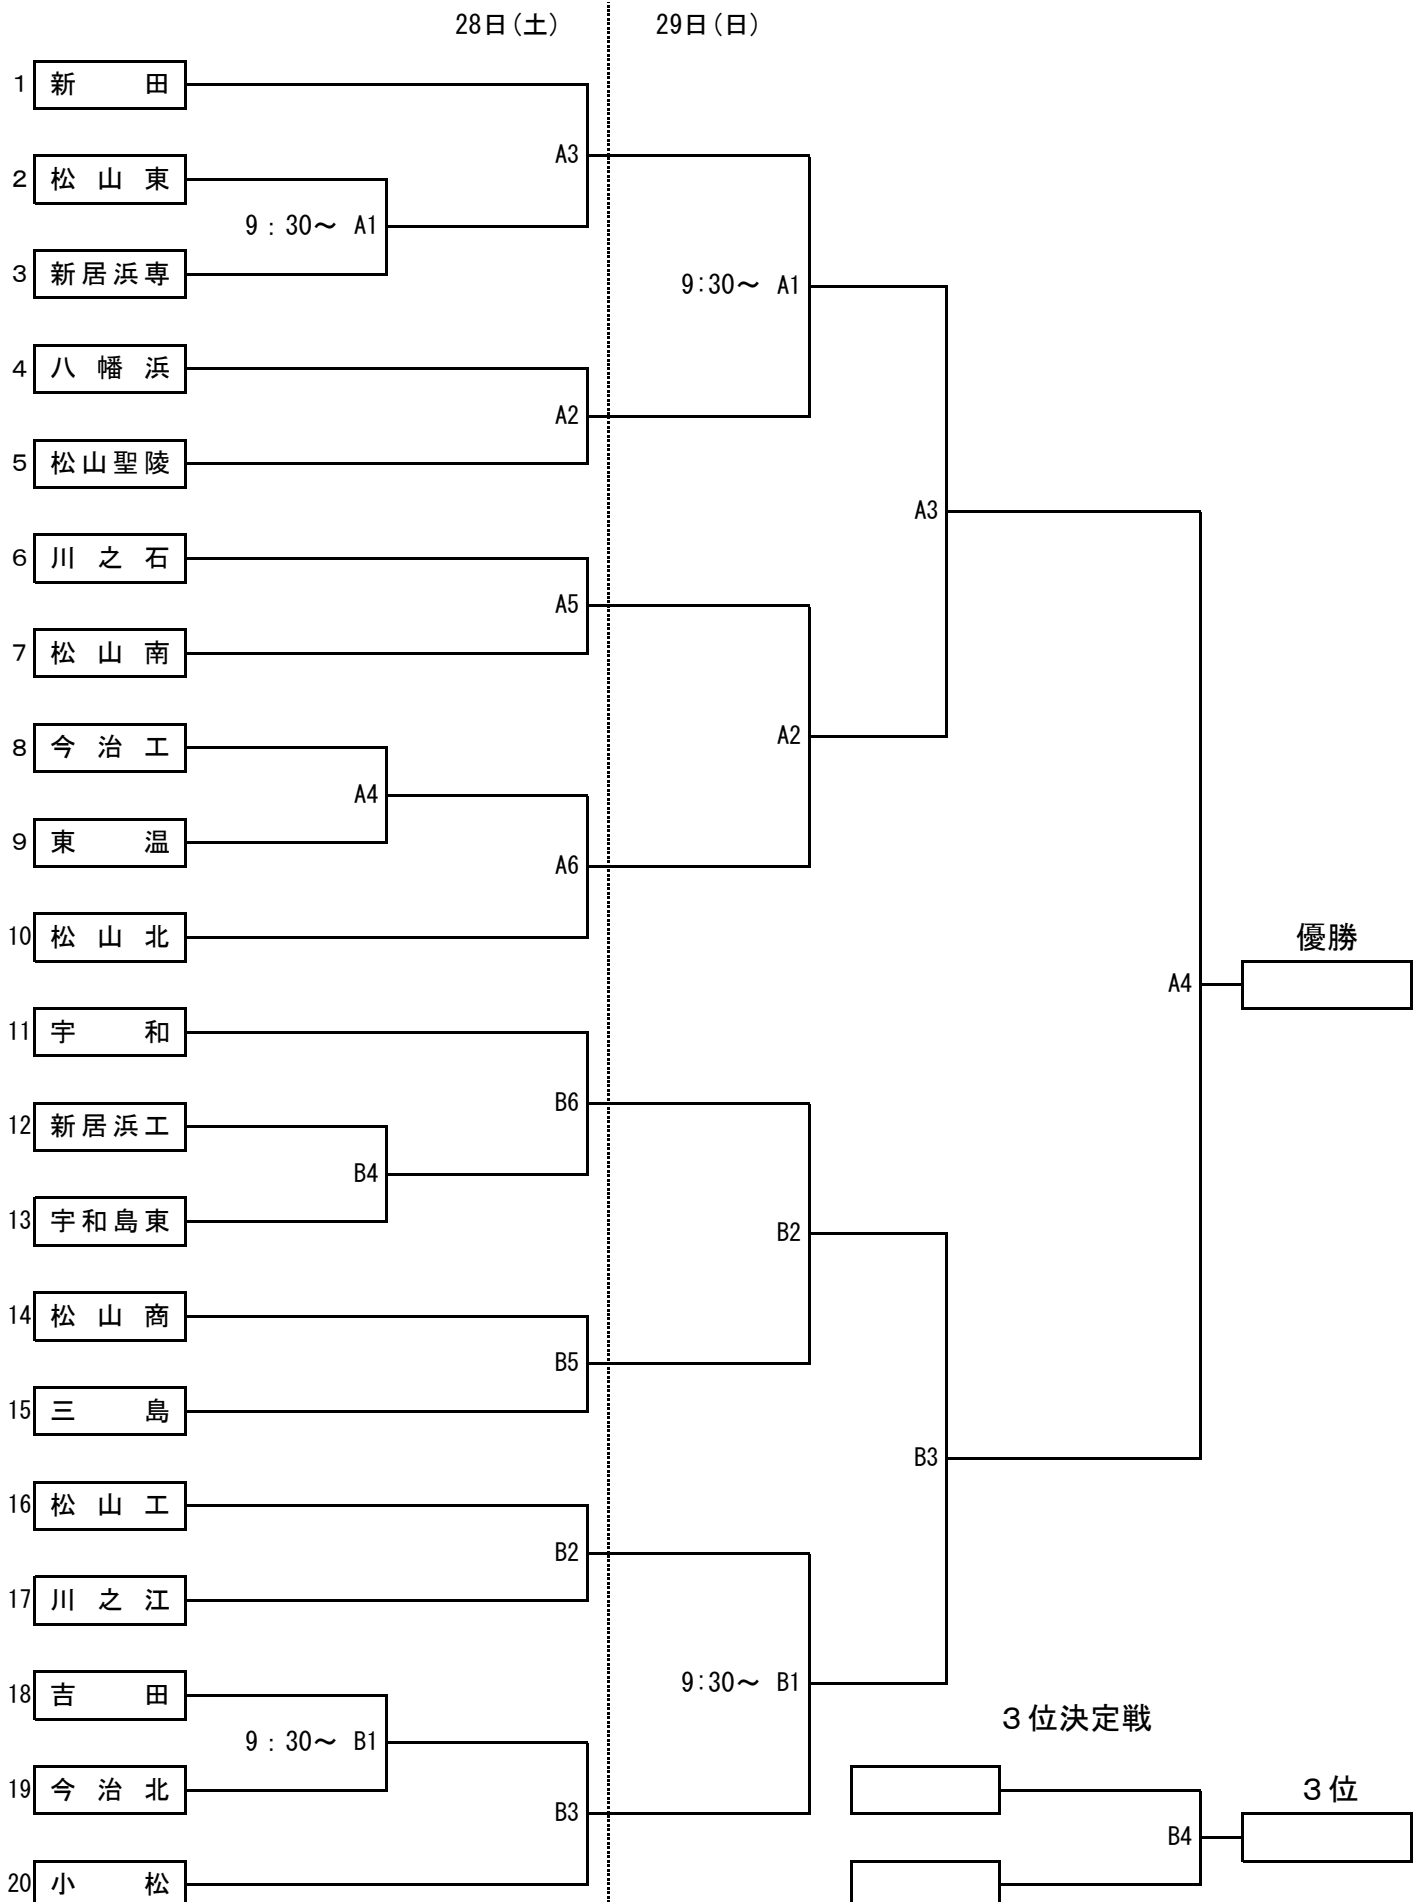 28日(土) 29日(日)
1 新 田
A3
2 松 山 東
9:30～ A1
3 新居浜専
9:30～ A1
4 八 幡 浜
A2
5 松山聖陵
A3
6 川 之 石
A5
7 松 山 南
A2
8 今 治 工
A4
9 東 温
A6
10 松 山 北
優勝
A4
11 宇 和
B6
12 新居浜工
B4
13 宇和島東
B2
14 松 山 商
B5
15 三 島
B3
16 松 山 工
B2
17 川 之 江
9:30～ B1
18 吉 田
3位決定戦
9:30～ B1
19 今 治 北
3位
B3
B4
20 小 松